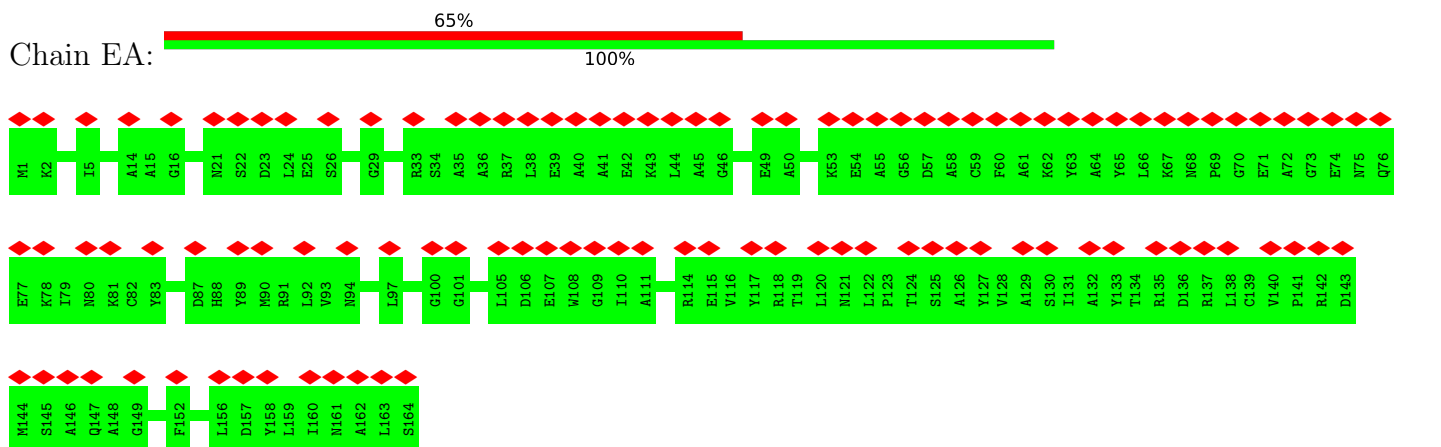 65%
Chain EA:
100%
M1 K2 I5 A14 A15 G16 N21 S22 D23 L24 E25 S26 G29 R33 S34 A35 A36 R37 L38 E39 A40 A41 E42 K43 L44 A45 G46 E49 A50 K53 E54 A55 G56 D57 A58 C59 F60 A61 K62 Y63 A64 Y65 L66 K67 N68 P69 G70 E71 A72 G73 E74 N75 Q76
E77 K78 I79 N80 K81 C82 Y83 D87 H88 Y89 M90 R91 L92 V93 N94 L97 G100 G101 L105 D106 E107 W108 G109 I110 A111 R114 E115 V116 Y117 R118 T119 L120 N121 L122 P123 T124 S125 A126 Y127 V128 A129 S130 I131 A132 Y133 T134 R135 D136 R137 L138 C139 V140 P141 R142 D143
M144 S145 A146 Q147 A148 G149 F152 L156 D157 Y158 L159 I160 N161 A162 L163 S164